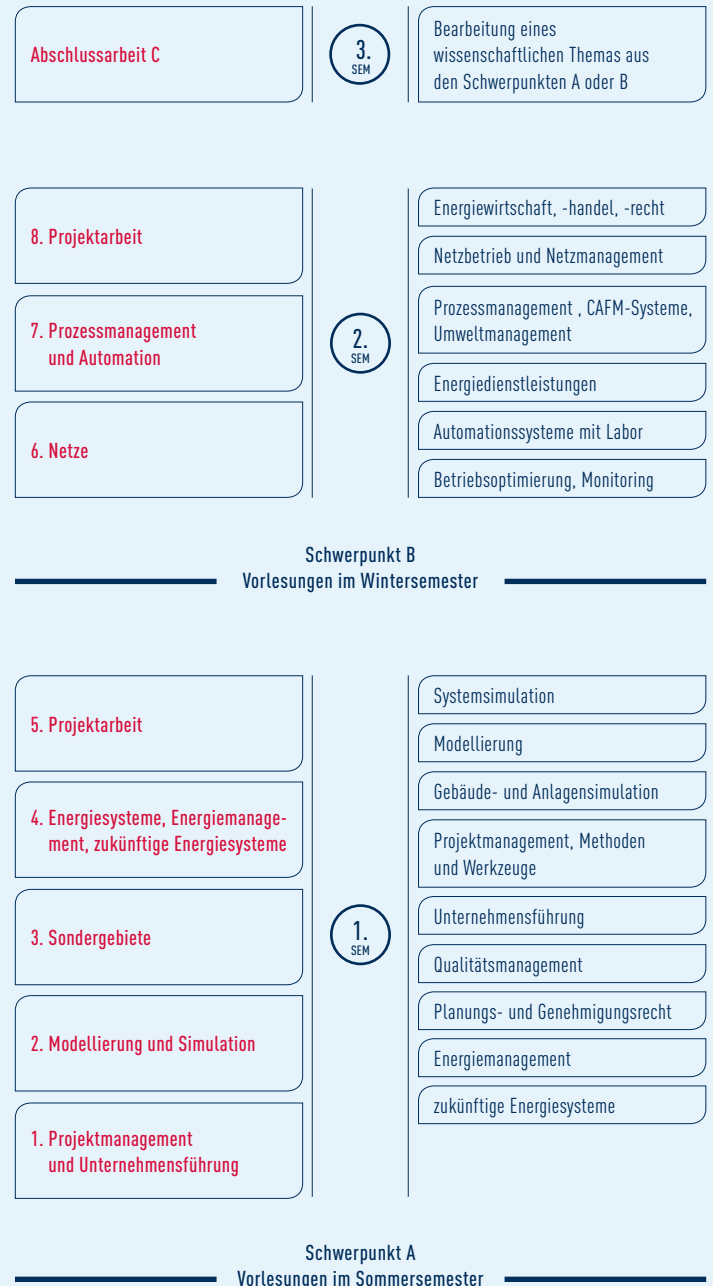 Abschlussarbeit C
3.
SEM
Bearbeitung eines
wissenschaftlichen Themas aus
den Schwerpunkten A oder B
8. Projektarbeit
7. Prozessmanagement
und Automation
6. Netze
2.
SEM
Energiewirtschaft, -handel, -recht
Netzbetrieb und Netzmanagement
Prozessmanagement , CAFM-Systeme,
Umweltmanagement
Energiedienstleistungen
Automationssysteme mit Labor
Betriebsoptimierung, Monitoring
Schwerpunkt B
Vorlesungen im Wintersemester
5. Projektarbeit
4. Energiesysteme, Energiemanage-
ment, zukünftige Energiesysteme
3. Sondergebiete
2. Modellierung und Simulation
1. Projektmanagement
und Unternehmensführung
1.
SEM
Systemsimulation
Modellierung
Gebäude- und Anlagensimulation
Projektmanagement, Methoden
und Werkzeuge
Unternehmensführung
Qualitätsmanagement
Planungs- und Genehmigungsrecht
Energiemanagement
zukünftige Energiesysteme
Schwerpunkt A
Vorlesungen im Sommersemester